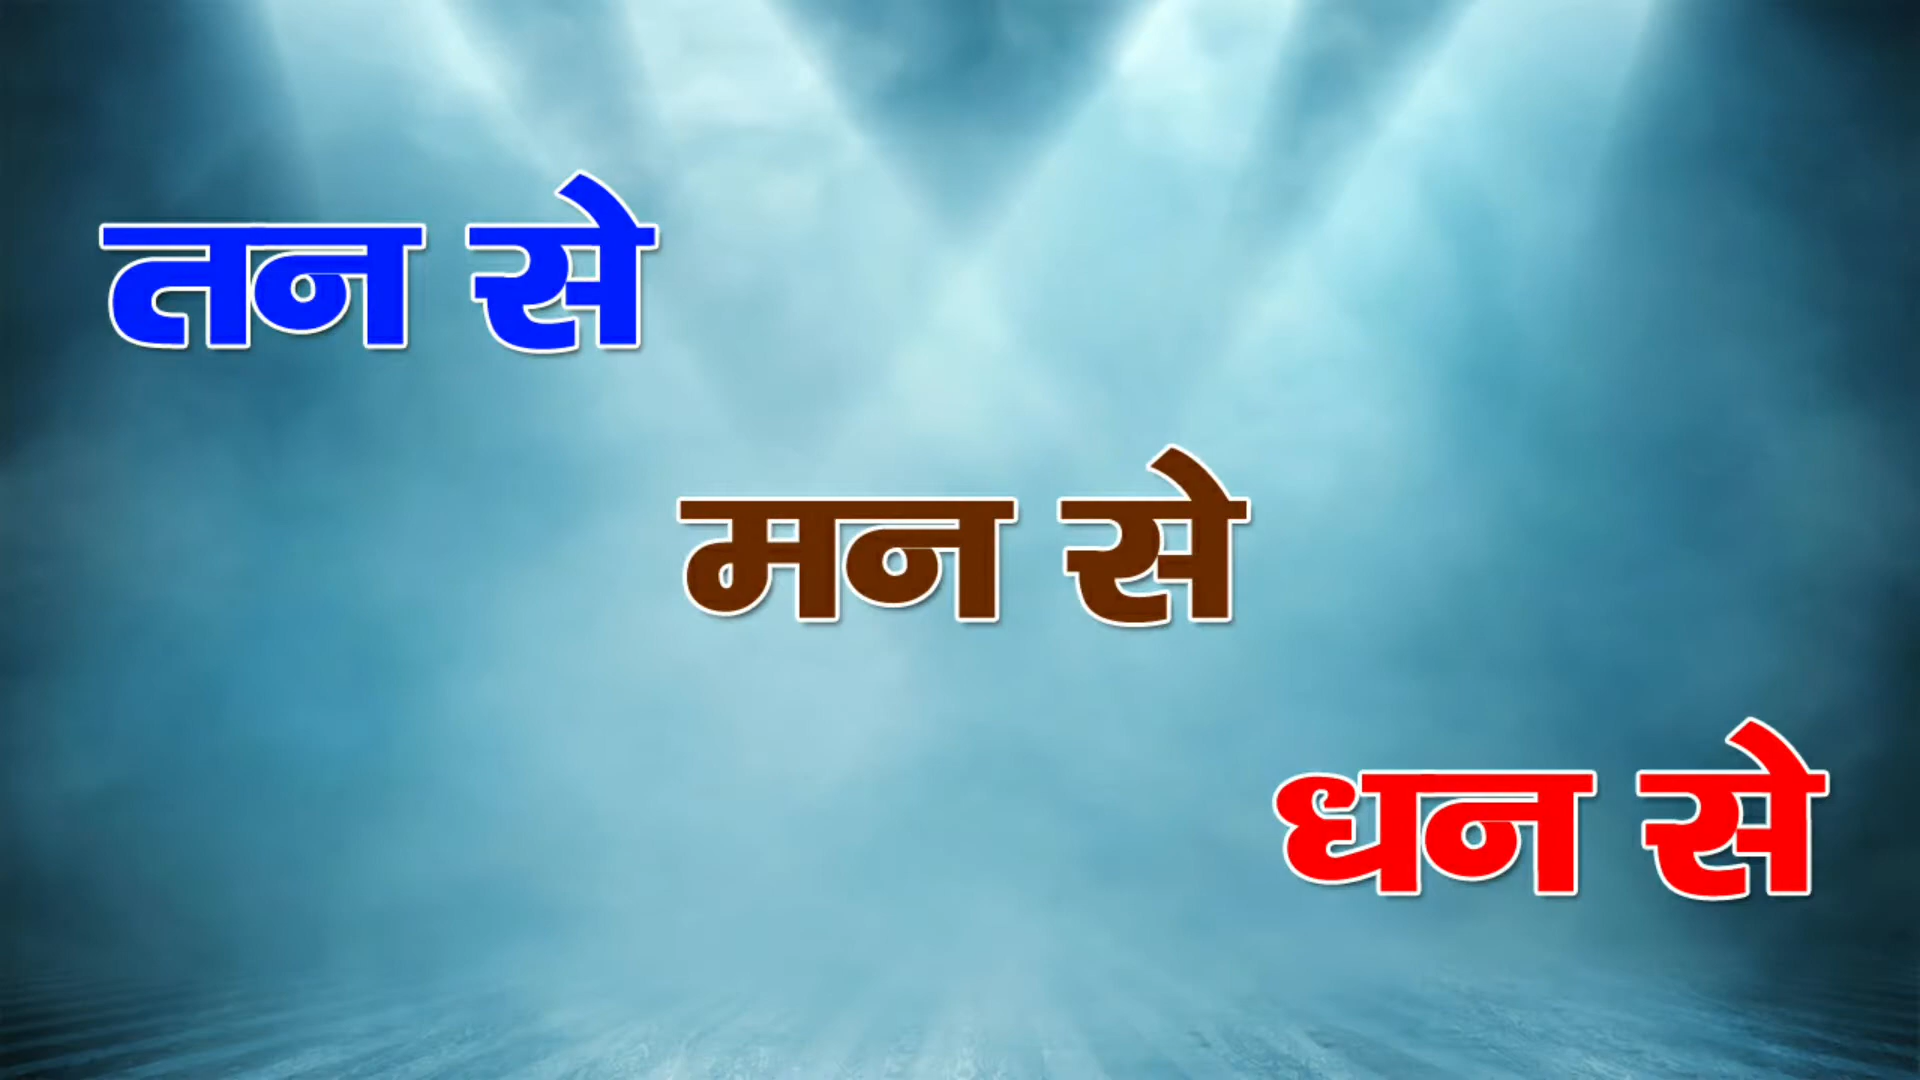 तन से
मन से
धन से